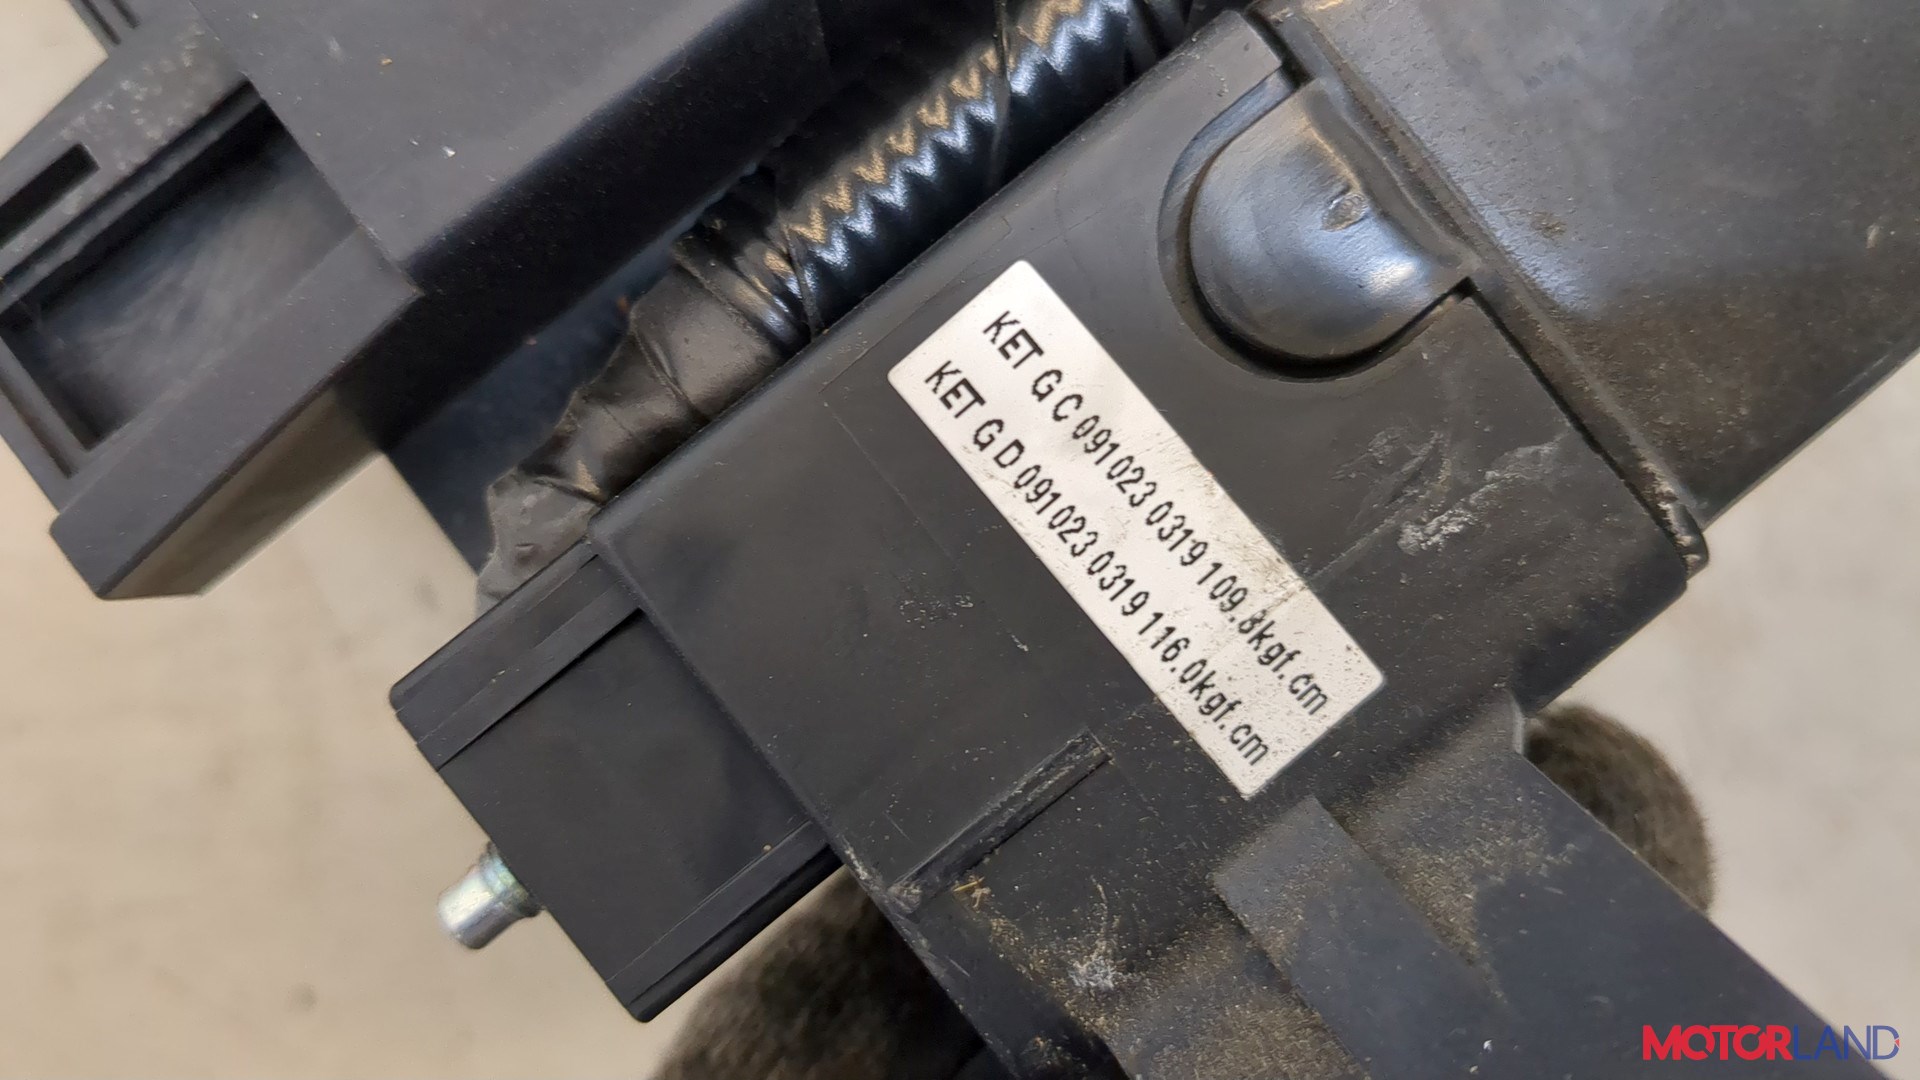 KET G C 091023 0319 109.8kgf.cm
KET G D 091023 0319 116.0kgf.cm
MOTORLAND